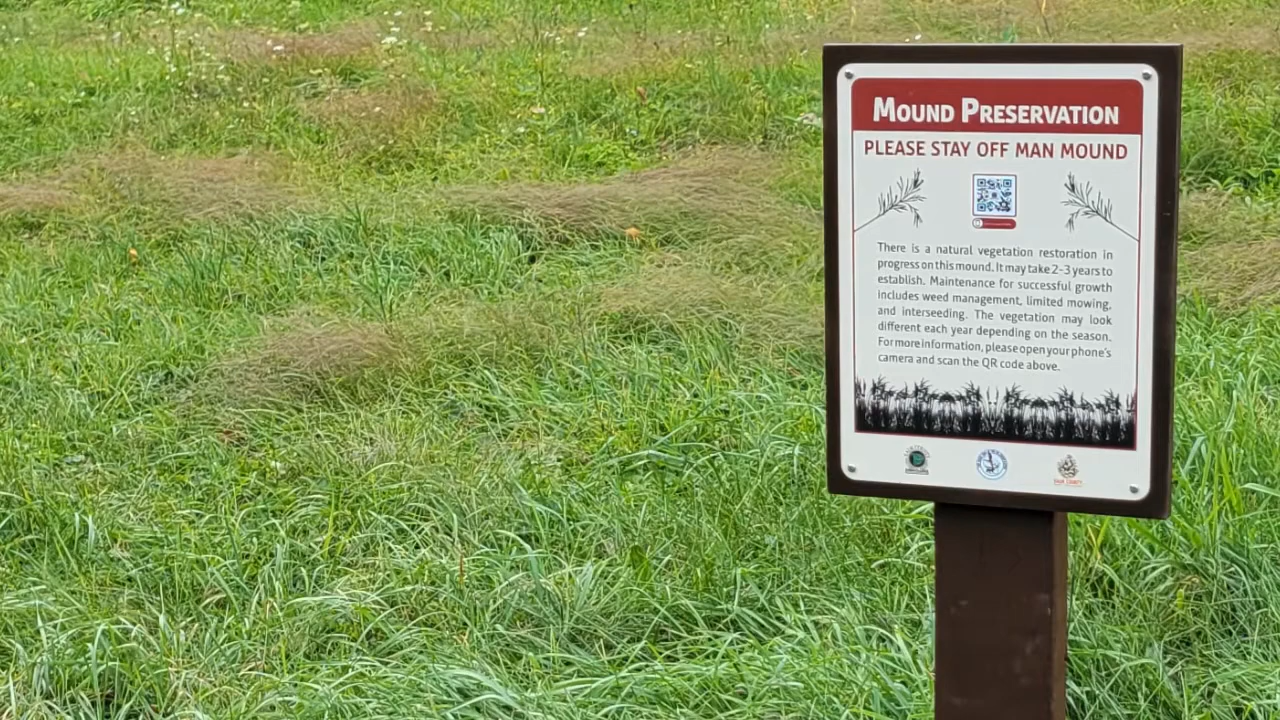 MOUND PRESERVATION
PLEASE STAY OFF MAN MOUND
There is a natural vegetation restoration in
progress on this mound. It may take 2-3 years to
establish. Maintenance for successful growth
includes weed management, limited mowing,
and interseeding. The vegetation may look
different each year depending on the season.
For more information, please open your phone's
camera and scan the QR code above.